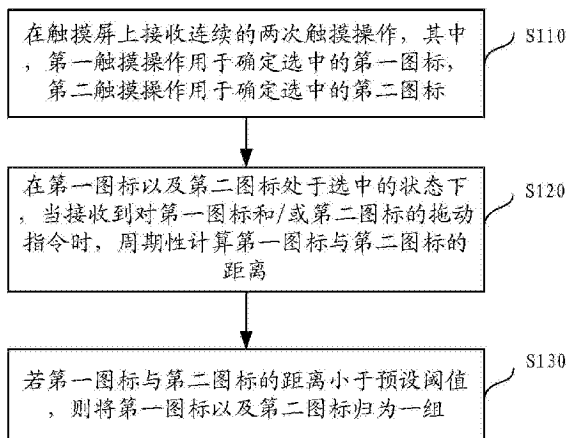 在触摸屏上接收连续的两次触摸操作，其中
，第一触摸操作用于确定选中的第一图标，
第二触摸操作用于确定选中的第二图标
S110
在第一图标以及第二图标处于选中的状态下
，当接收到对第一图标和/或第二图标的拖动
指令时，周期性计算第一图标与第二图标的
距离
S120
若第一图标与第二图标的距离小于预设阈值
，则将第一图标以及第二图标归为一组
S130